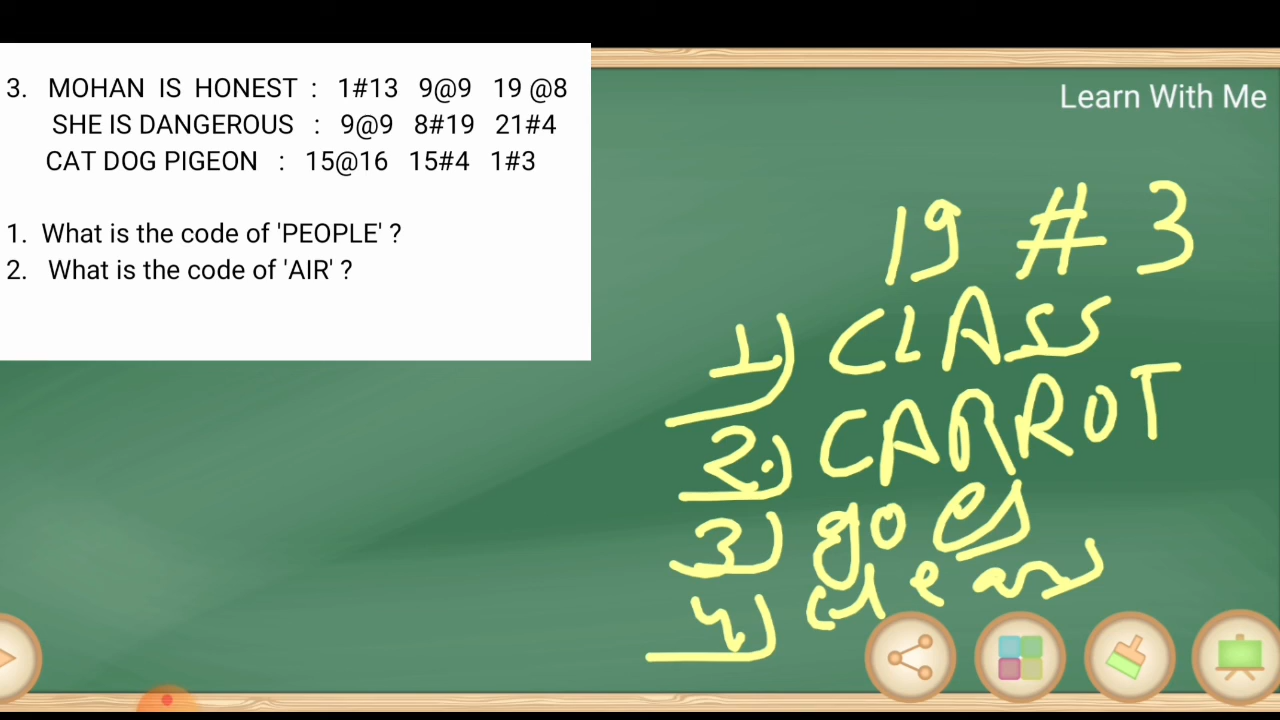 3. MOHAN IS HONEST : 1#13 9@9 19 @8
SHE IS DANGEROUS : 9@9 8#19 21#4
CAT DOG PIGEON : 15@16 15#4 1#3
1. What is the code of 'PEOPLE' ?
2. What is the code of 'AIR' ?
Learn With Me
19 # 3
1) CLASS
2.) CARROT
3)
4)